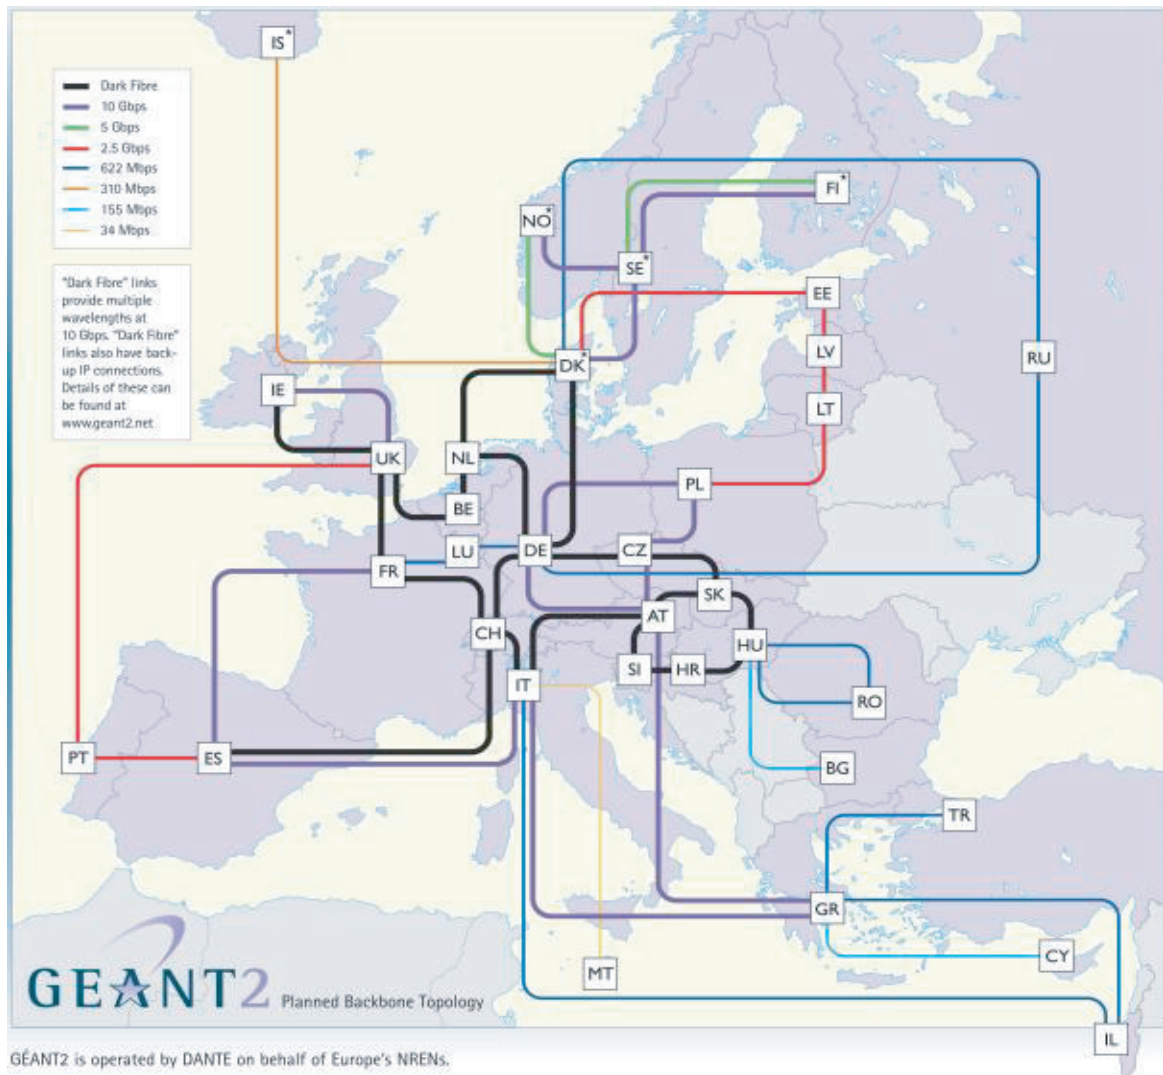 IS*
Dark Fibre
10 Gbps
5 Gbps
2.5 Gbps
622 Mbps
310 Mbps
155 Mbps
34 Mbps
"Dark Fibre" links
provide multiple
wavelengths at
10 Gbps. "Dark Fibre"
links also have back-
up IP connections.
Details of these can
be found at
www.geant2.net
FI*
NO*
SE*
EE
LV
RU
DK*
IE
LT
UK
NL
PL
BE
LU
DE
CZ
FR
SK
AT
CH
HU
SI
HR
IT
RO
PT
ES
BG
TR
GR
CY
MT
IL
GEANT2 Planned Backbone Topology
GÉANT2 is operated by DANTE on behalf of Europe's NRENs.